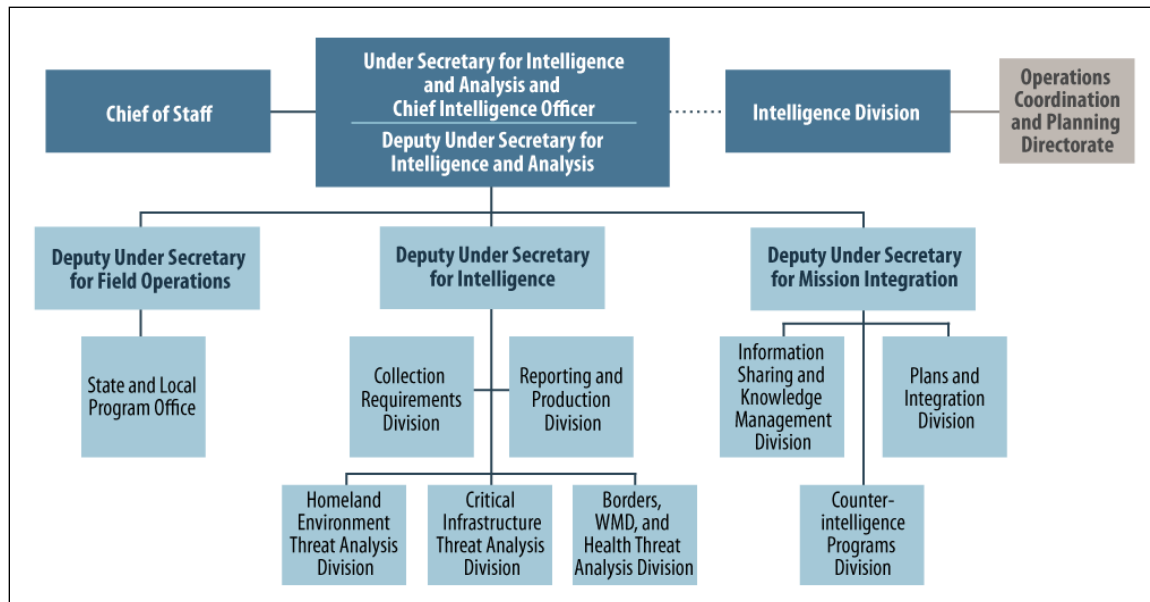 Under Secretary for Intelligence
and Analysis and
Chief Intelligence Officer
Deputy Under Secretary for
Intelligence and Analysis
Chief of Staff
Intelligence Division
Operations
Coordination
and Planning
Directorate
Deputy Under Secretary
for Field Operations
Deputy Under Secretary
for Intelligence
Deputy Under Secretary
for Mission Integration
State and Local
Program Office
Collection
Requirements
Division
Reporting and
Production
Division
Information
Sharing and
Knowledge
Management
Division
Plans and
Integration
Division
Homeland
Environment
Threat Analysis
Division
Critical
Infrastructure
Threat Analysis
Division
Borders,
WMD, and
Health Threat
Analysis Division
Counter-
intelligence
Programs
Division